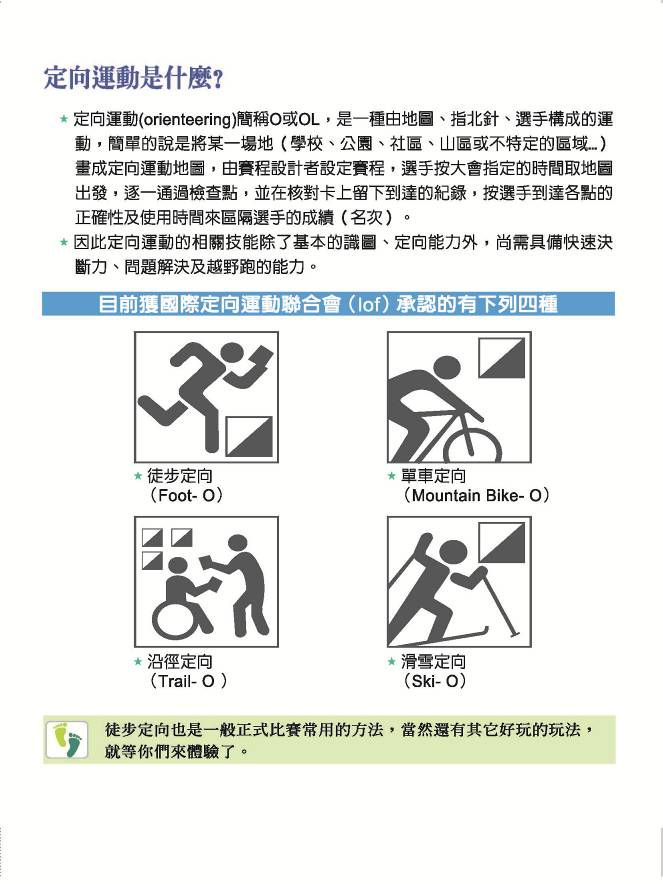 定向運動是什麼?
★ 定向運動(orienteering)簡稱O或OL，是一種由地圖、指北針、選手構成的運
動，簡單的說是將某一場地（學校、公園、社區、山區或不特定的區域...）
畫成定向運動地圖，由賽程設計者設定賽程，選手按大會指定的時間取地圖
出發，逐一通過檢查點，並在核對卡上留下到達的紀錄，按選手到達各點的
正確性及使用時間來區隔選手的成績（名次）。
★ 因此定向運動的相關技能除了基本的識圖、定向能力外，尚需具備快速決
斷力、問題解決及越野跑的能力。
目前獲國際定向運動聯合會（Iof）承認的有下列四種
★ 徒步定向
（Foot- O）
★ 單車定向
（Mountain Bike- O）
★ 沿徑定向
（Trail- O ）
★ 滑雪定向
（Ski- O）
徒步定向也是一般正式比賽常用的方法，當然還有其它好玩的玩法，
就等你們來體驗了。